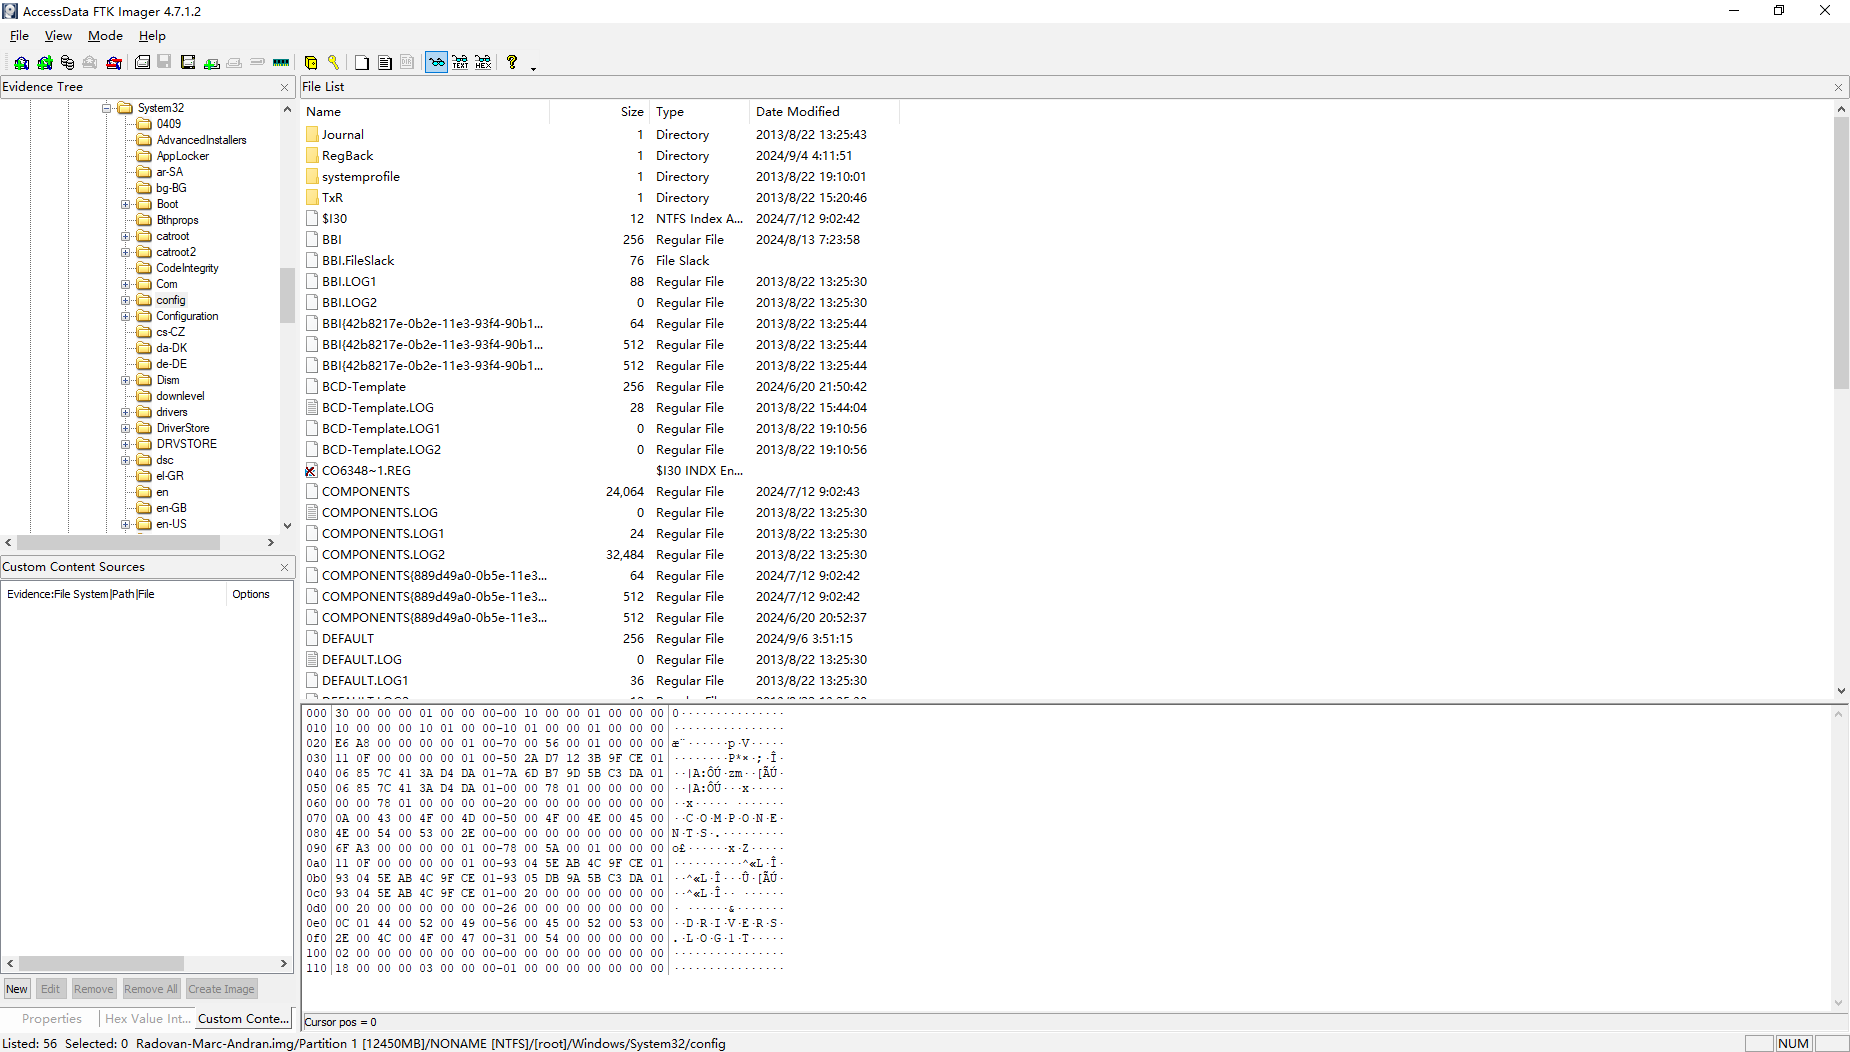 AccessData FTK Imager 4.7.1.2
File View Mode Help
Evidence Tree
System32
0409
AdvancedInstallers
AppLocker
ar-SA
bg-BG
Boot
Bthprops
catroot
catroot2
CodeIntegrity
Com
config
Configuration
cs-CZ
da-DK
de-DE
Dism
downlevel
drivers
DriverStore
DRVSTORE
dsc
el-GR
en
en-GB
en-US
Custom Content Sources
Evidence:File System|Path|File Options
New Edit Remove Remove All Create Image
Properties Hex Value Int... Custom Conte...
File List
Name Size Type Date Modified
Journal 1 Directory 2013/8/22 13:25:43
RegBack 1 Directory 2024/9/4 4:11:51
systemprofile 1 Directory 2013/8/22 19:10:01
TxR 1 Directory 2013/8/22 15:20:46
$I30 12 NTFS Index A... 2024/7/12 9:02:42
BBI 256 Regular File 2024/8/13 7:23:58
BBI.FileSlack 76 File Slack
BBI.LOG1 88 Regular File 2013/8/22 13:25:30
BBI.LOG2 0 Regular File 2013/8/22 13:25:30
BBI{42b8217e-0b2e-11e3-93f4-90b1... 64 Regular File 2013/8/22 13:25:44
BBI{42b8217e-0b2e-11e3-93f4-90b1... 512 Regular File 2013/8/22 13:25:44
BBI{42b8217e-0b2e-11e3-93f4-90b1... 512 Regular File 2013/8/22 13:25:44
BCD-Template 256 Regular File 2024/6/20 21:50:42
BCD-Template.LOG 28 Regular File 2013/8/22 15:44:04
BCD-Template.LOG1 0 Regular File 2013/8/22 19:10:56
BCD-Template.LOG2 0 Regular File 2013/8/22 19:10:56
CO6348~1.REG $I30 INDX En...
COMPONENTS 24,064 Regular File 2024/7/12 9:02:43
COMPONENTS.LOG 0 Regular File 2013/8/22 13:25:30
COMPONENTS.LOG1 24 Regular File 2013/8/22 13:25:30
COMPONENTS.LOG2 32,484 Regular File 2013/8/22 13:25:30
COMPONENTS{889d49a0-0b5e-11e3... 64 Regular File 2024/7/12 9:02:42
COMPONENTS{889d49a0-0b5e-11e3... 512 Regular File 2024/7/12 9:02:42
COMPONENTS{889d49a0-0b5e-11e3... 512 Regular File 2024/6/20 20:52:37
DEFAULT 256 Regular File 2024/9/6 3:51:15
DEFAULT.LOG 0 Regular File 2013/8/22 13:25:30
DEFAULT.LOG1 36 Regular File 2013/8/22 13:25:30
000 30 00 00 00 01 00 00 00-00 10 00 00 01 00 00 00 0···············
010 10 00 00 00 10 01 00 00-10 01 00 00 01 00 00 00 ················
020 E6 A8 00 00 00 00 01 00-70 00 56 00 01 00 00 00 æ¨······p·V·····
030 11 0F 00 00 00 00 01 00-50 2A D7 12 3B 9F CE 01 ········P*×·;·Î·
040 06 85 7C 41 3A D4 DA 01-7A 6D B7 9D 5B C3 DA 01 ··|A:ÔÚ·zm··[ÃÚ·
050 06 85 7C 41 3A D4 DA 01-00 00 78 01 00 00 00 00 ··|A:ÔÚ···x·····
060 00 00 78 01 00 00 00 00-20 00 00 00 00 00 00 00 ··x····· ·······
070 0A 00 43 00 4F 00 4D 00-50 00 4F 00 4E 00 45 00 ··C·O·M·P·O·N·E·
080 4E 00 54 00 53 00 2E 00-00 00 00 00 00 00 00 00 N·T·S·.·········
090 6F A3 00 00 00 00 01 00-78 00 5A 00 01 00 00 00 o£······x·Z·····
0a0 11 0F 00 00 00 00 01 00-93 04 5E AB 4C 9F CE 01 ··········^«L·Î·
0b0 93 04 5E AB 4C 9F CE 01-93 05 DB 9A 5B C3 DA 01 ··^«L·Î···Û·[ÃÚ·
0c0 93 04 5E AB 4C 9F CE 01-00 20 00 00 00 00 00 00 ··^«L·Î·· ······
0d0 00 20 00 00 00 00 00 00-26 00 00 00 00 00 00 00 · ······&·······
0e0 0C 01 44 00 52 00 49 00-56 00 45 00 52 00 53 00 ··D·R·I·V·E·R·S·
0f0 2E 00 4C 00 4F 00 47 00-31 00 54 00 00 00 00 00 .·L·O·G·1·T·····
100 02 00 00 00 00 00 00 00-00 00 00 00 00 00 00 00 ················
110 18 00 00 00 03 00 00 00-01 00 00 00 00 00 00 00 ················
Cursor pos = 0
Listed: 56 Selected: 0 Radovan-Marc-Andran.img/Partition 1 [12450MB]/NONAME [NTFS]/[root]/Windows/System32/config NUM